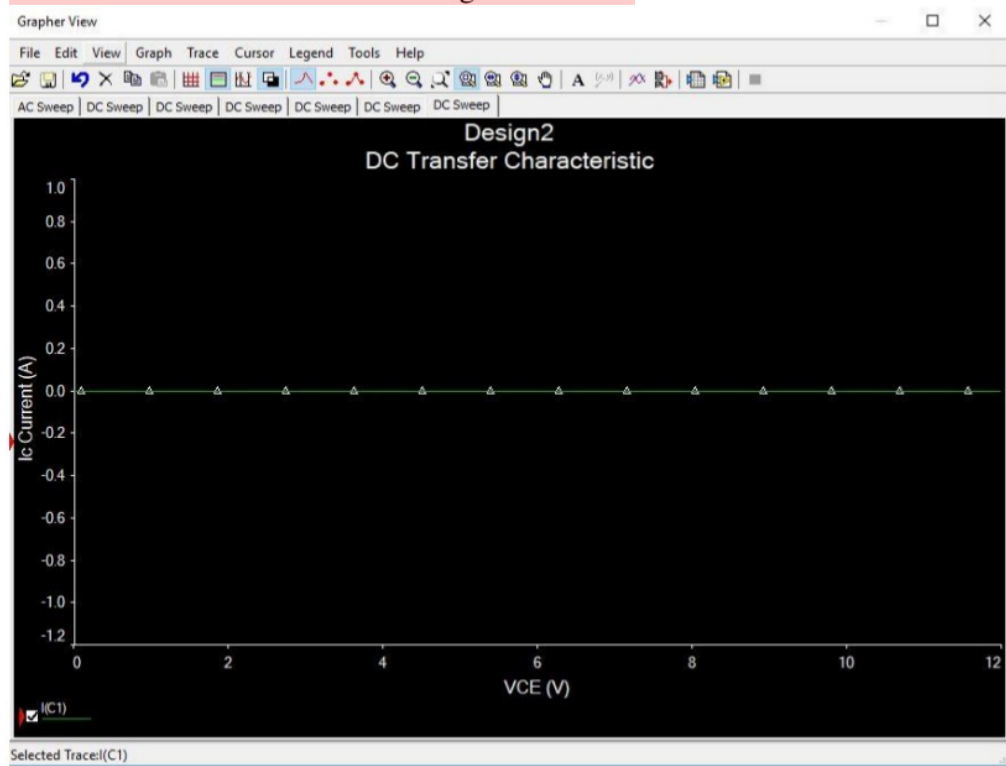 Grapher View
File Edit View Graph Trace Cursor Legend Tools Help
A
AC Sweep DC Sweep DC Sweep DC Sweep DC Sweep DC Sweep DC Sweep
Design2
DC Transfer Characteristic
1.0
0.8
0.6
0.4
0.2
0.0
-0.2
-0.4
-0.6
-0.8
-1.0
-1.2
Ic Current (A)
0 2 4 6 8 10 12
VCE (V)
I(C1)
Selected Trace:I(C1)